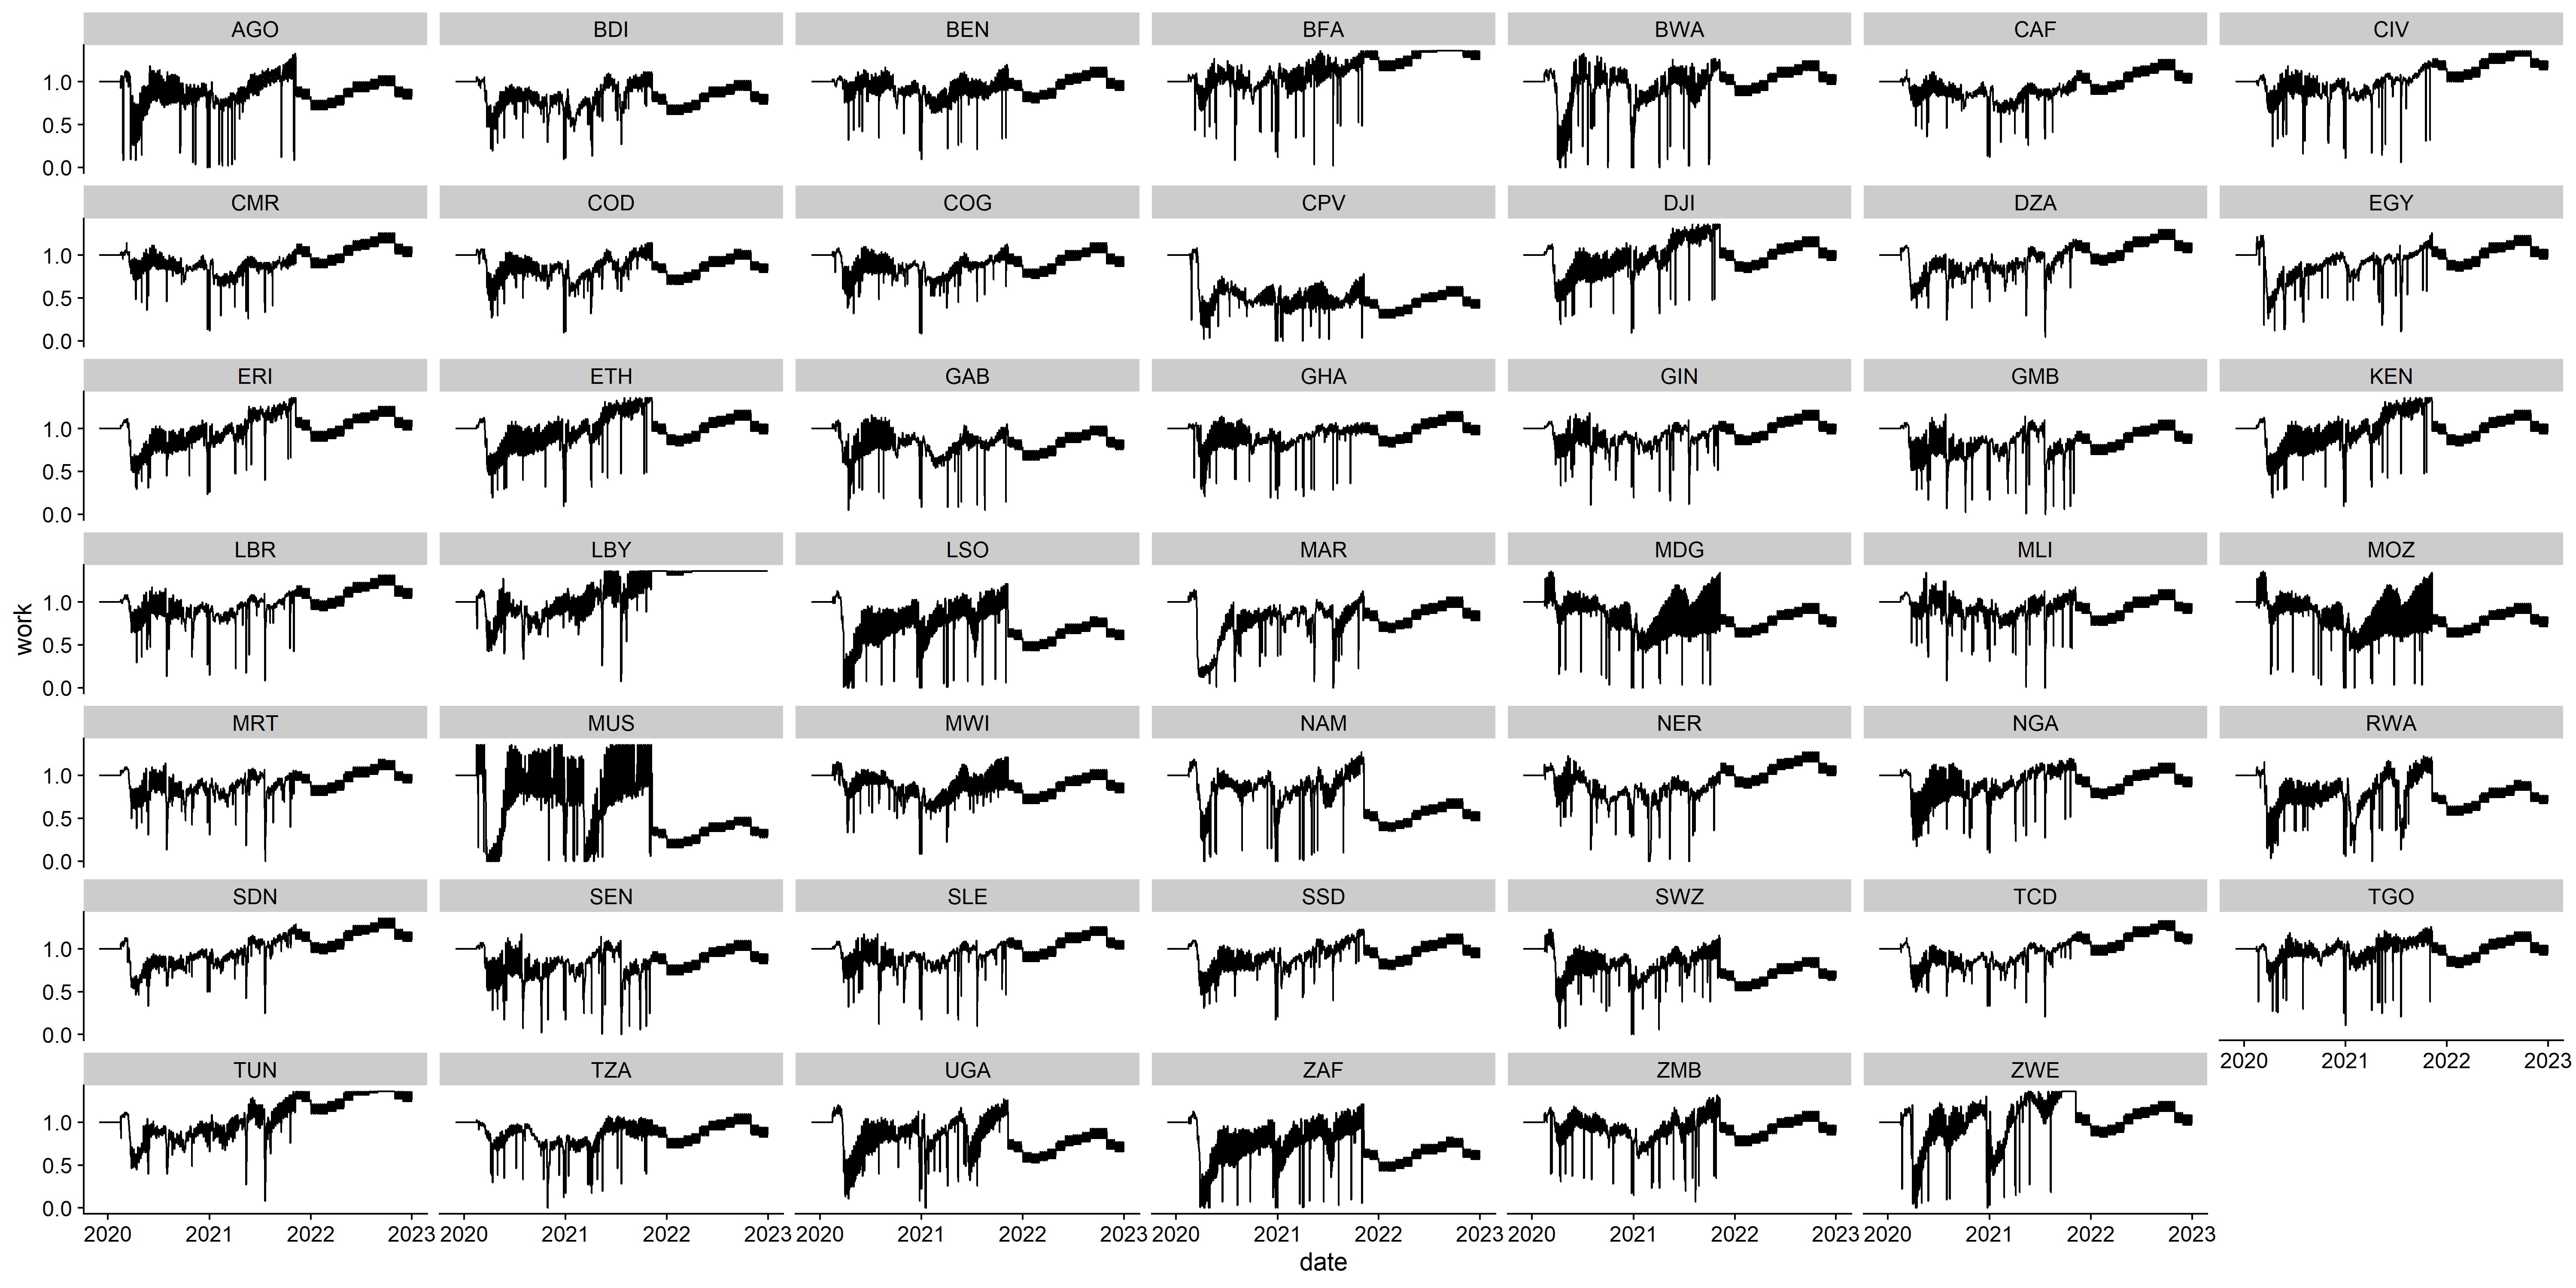 AGO BDI BEN BFA BWA CAF CIV
1.0
0.5
0.0
CMR COD COG CPV DJI DZA EGY
1.0
0.5
0.0
ERI ETH GAB GHA GIN GMB KEN
1.0
0.5
0.0
LBR LBY LSO MAR MDG MLI MOZ
1.0
0.5
0.0
work
MRT MUS MWI NAM NER NGA RWA
1.0
0.5
0.0
SDN SEN SLE SSD SWZ TCD TGO
1.0
0.5
0.0
2020 2021 2022 2023
TUN TZA UGA ZAF ZMB ZWE
1.0
0.5
0.0
2020 2021 2022 2023 2020 2021 2022 2023 2020 2021 2022 2023 2020 2021 2022 2023 2020 2021 2022 2023 2020 2021 2022 2023
date